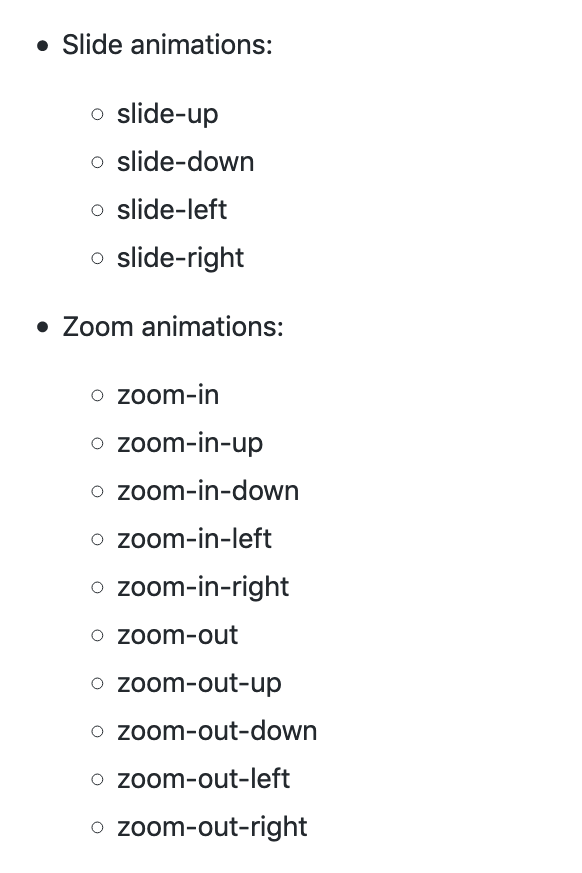 Slide animations:
slide-up
slide-down
slide-left
slide-right
Zoom animations:
zoom-in
zoom-in-up
zoom-in-down
zoom-in-left
zoom-in-right
zoom-out
zoom-out-up
zoom-out-down
zoom-out-left
zoom-out-right